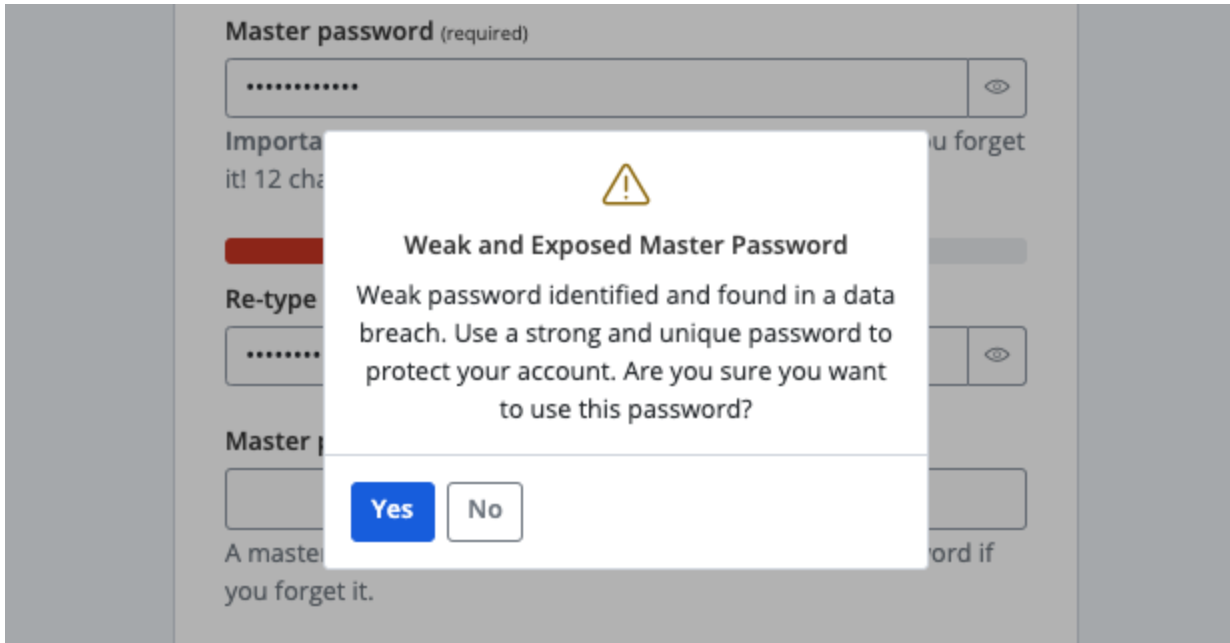 Master password (required)
••••••••••••
Importa u forget
it! 12 cha
Weak and Exposed Master Password
Weak password identified and found in a data
breach. Use a strong and unique password to
protect your account. Are you sure you want
to use this password?
Re-type
••••••••
Master
Yes No
A master ord if
you forget it.